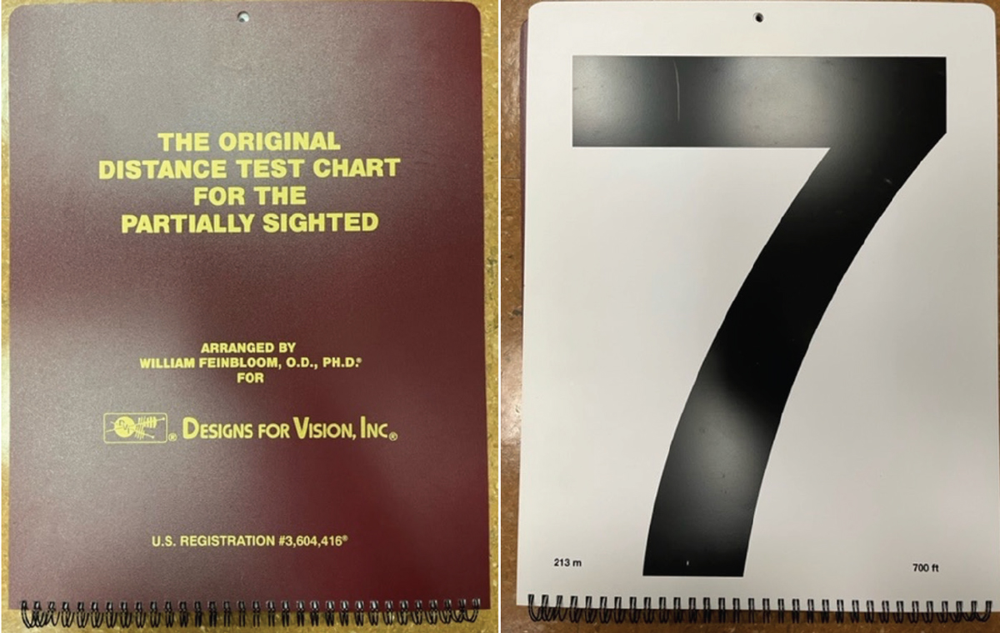 THE ORIGINAL
DISTANCE TEST CHART
FOR THE
PARTIALLY SIGHTED
ARRANGED BY
WILLIAM FEINBLOOM, O.D., PH.D.®
FOR
® DESIGNS FOR VISION, INC.®
U.S. REGISTRATION #3,604,416®
7
213 m 700 ft